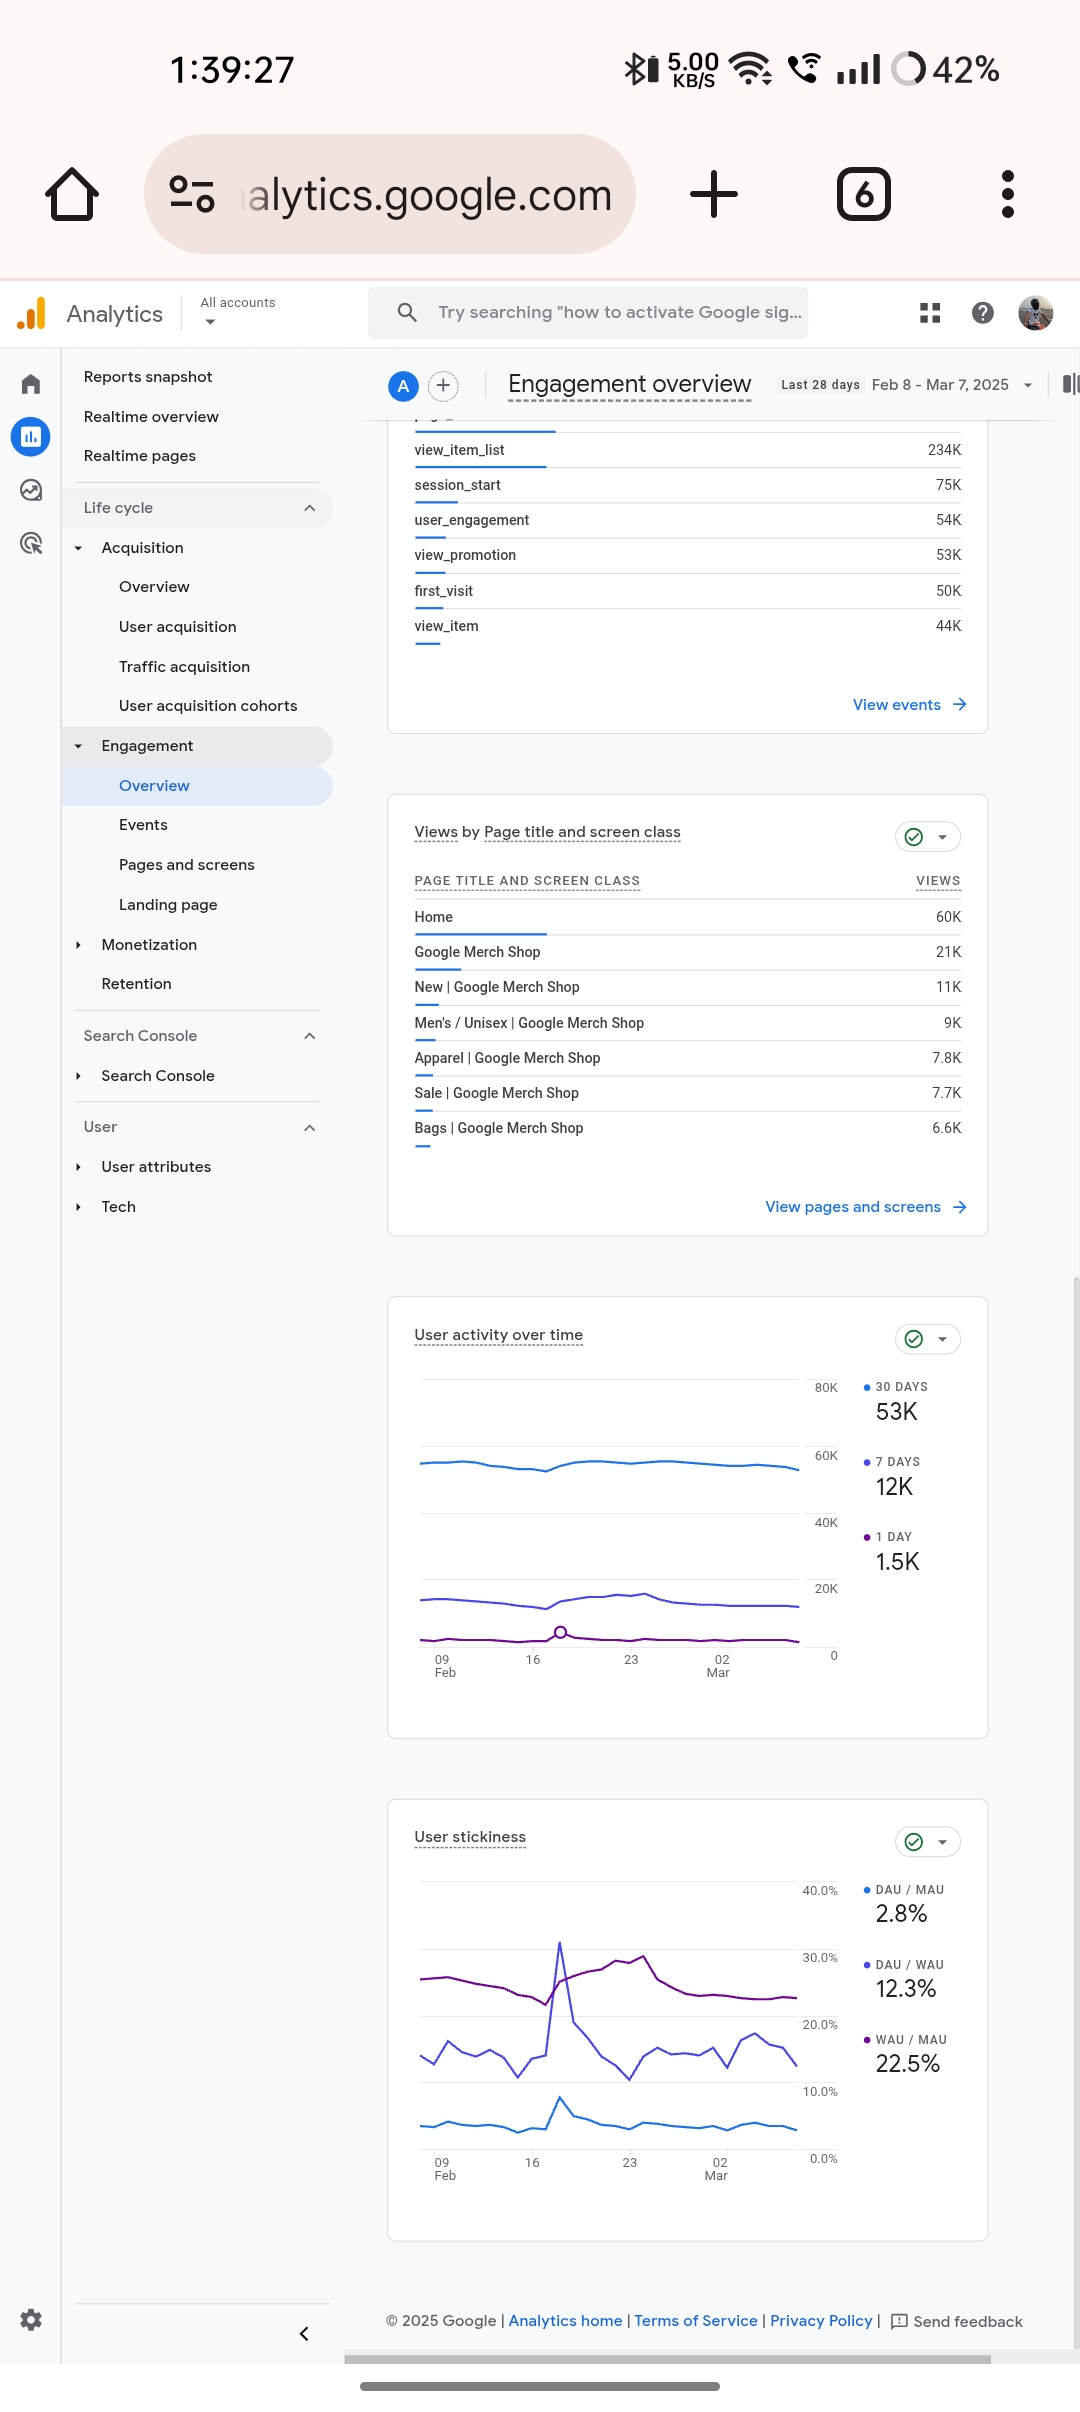 1:39:27
5.00
KB/S
42%
alytics.google.com
6
Analytics
All accounts
Try searching "how to activate Google sig...
Reports snapshot
Realtime overview
Realtime pages
Life cycle
Acquisition
Overview
User acquisition
Traffic acquisition
User acquisition cohorts
Engagement
Overview
Events
Pages and screens
Landing page
Monetization
Retention
Search Console
Search Console
User
User attributes
Tech
A
Engagement overview
Last 28 days Feb 8 - Mar 7, 2025
view_item_list 234K
session_start 75K
user_engagement 54K
view_promotion 53K
first_visit 50K
view_item 44K
View events
Views by Page title and screen class
PAGE TITLE AND SCREEN CLASS VIEWS
Home 60K
Google Merch Shop 21K
New | Google Merch Shop 11K
Men's / Unisex | Google Merch Shop 9K
Apparel | Google Merch Shop 7.8K
Sale | Google Merch Shop 7.7K
Bags | Google Merch Shop 6.6K
View pages and screens
User activity over time
80K
60K
40K
20K
0
09
Feb
16
23
02
Mar
30 DAYS
53K
7 DAYS
12K
1 DAY
1.5K
User stickiness
40.0%
30.0%
20.0%
10.0%
0.0%
09
Feb
16
23
02
Mar
DAU / MAU
2.8%
DAU / WAU
12.3%
WAU / MAU
22.5%
© 2025 Google | Analytics home | Terms of Service | Privacy Policy | Send feedback